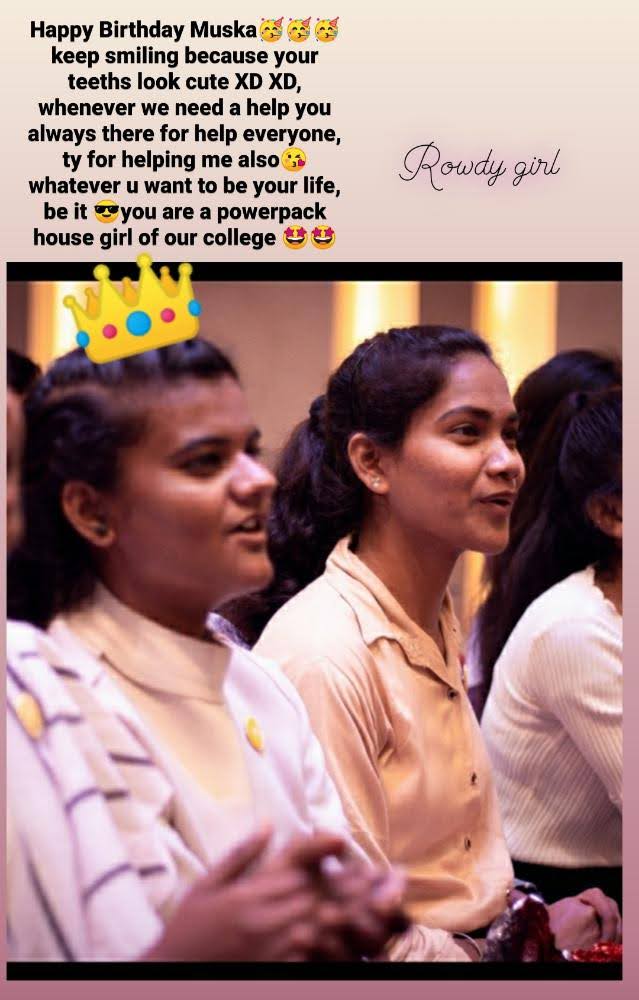 Happy Birthday Muska🥳🥳🥳
keep smiling because your
teeths look cute XD XD,
whenever we need a help you
always there for help everyone,
ty for helping me also😘
whatever u want to be your life,
be it 😎you are a powerpack
house girl of our college 🤩🤩
Rowdy girl